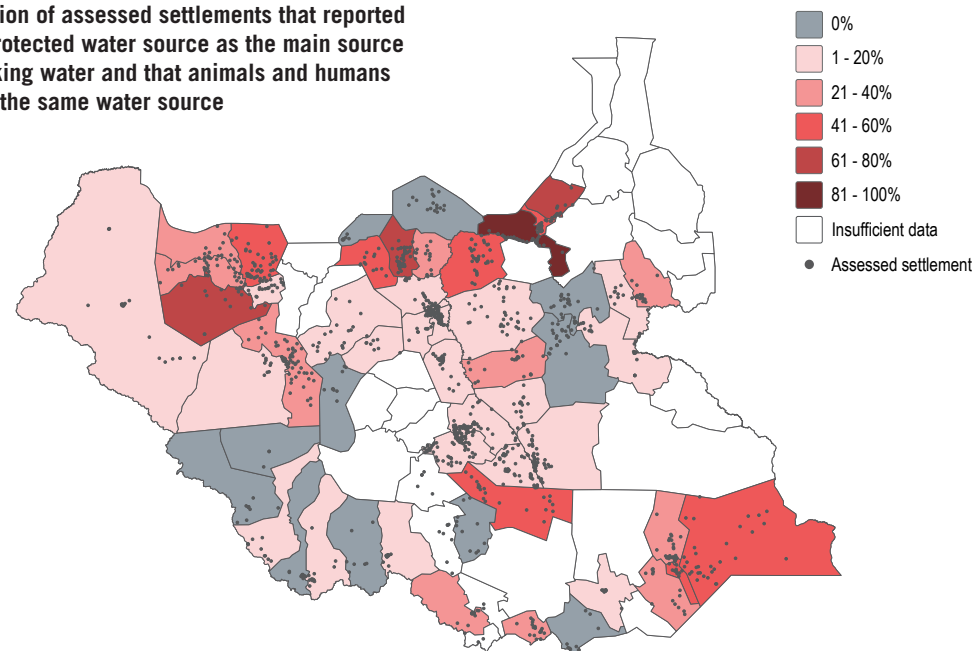 ion of assessed settlements that reported
rotected water source as the main source
king water and that animals and humans
the same water source
0%
1 - 20%
21 - 40%
41 - 60%
61 - 80%
81 - 100%
Insufficient data
Assessed settlement